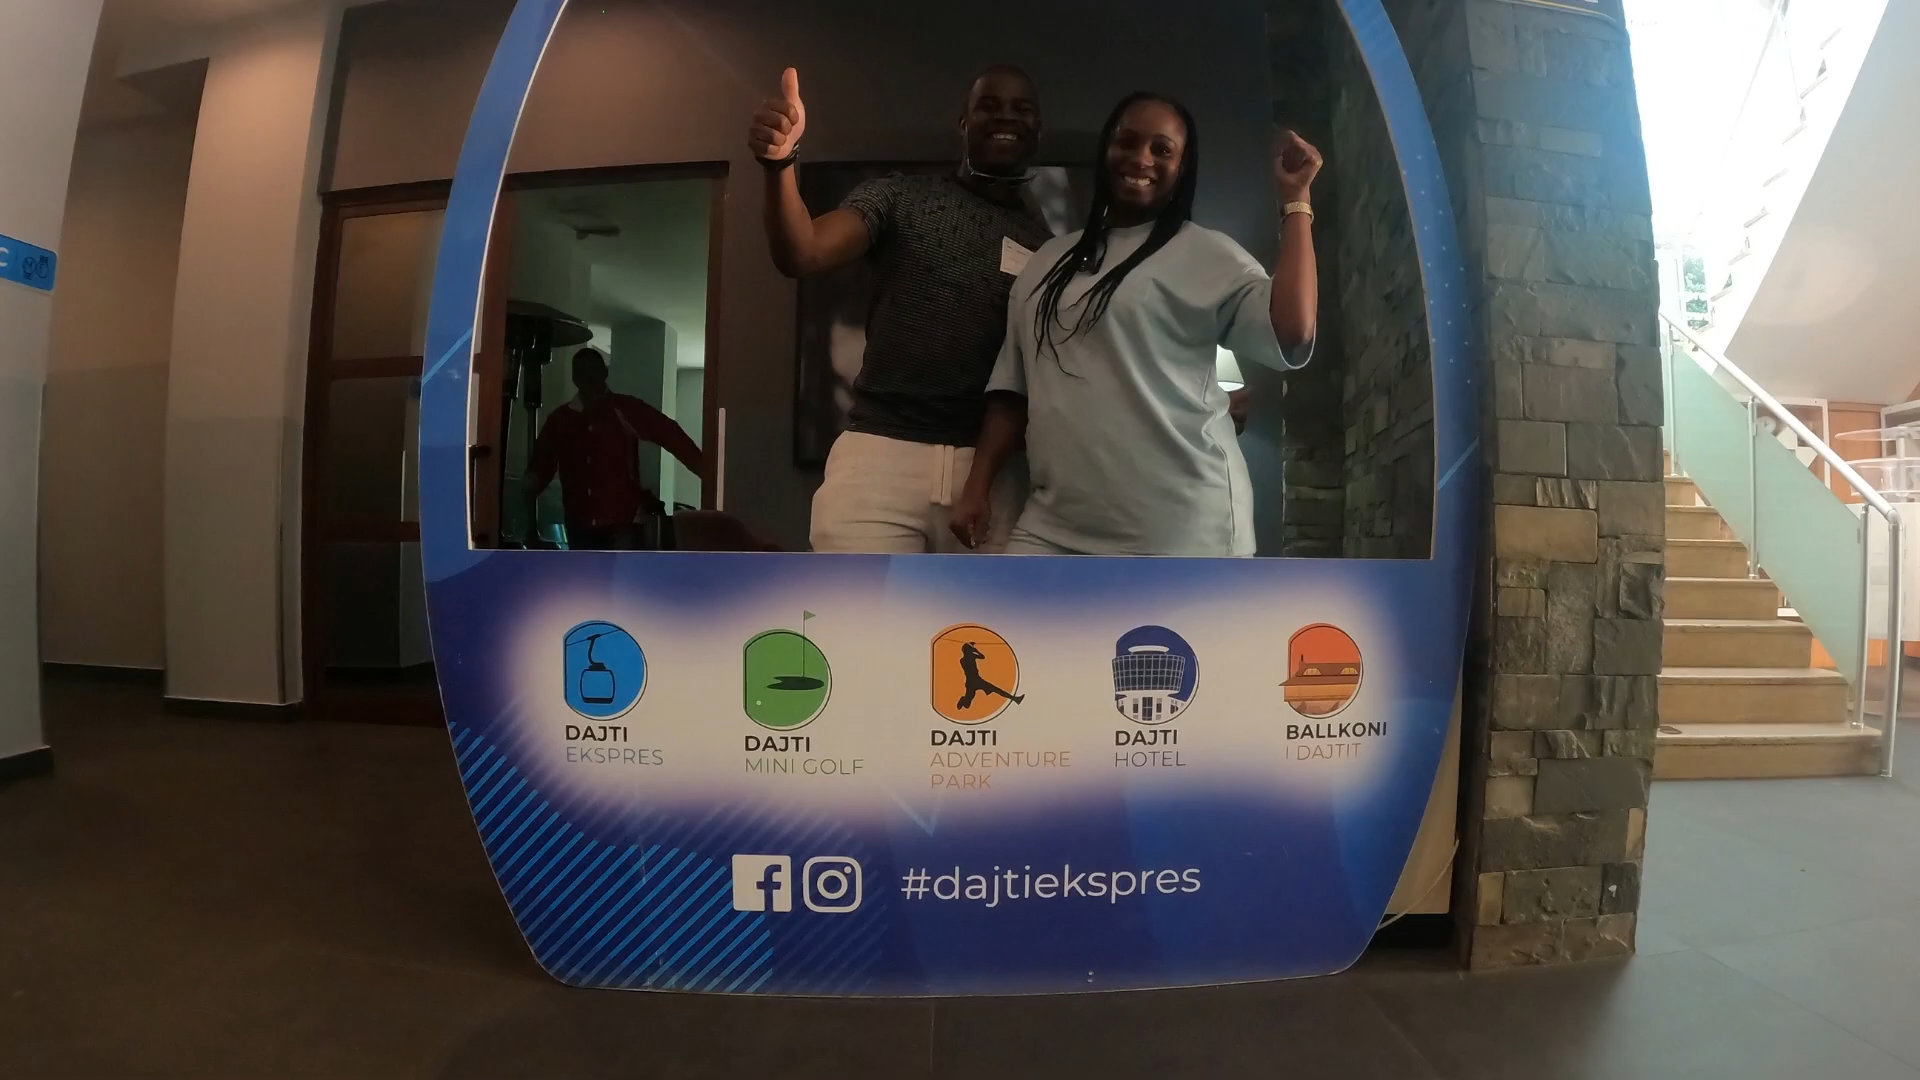 DAJTI
EKSPRES
DAJTI
MINI GOLF
DAJTI
ADVENTURE
PARK
DAJTI
HOTEL
BALLKONI
I DAJTIT
#dajtiekspres